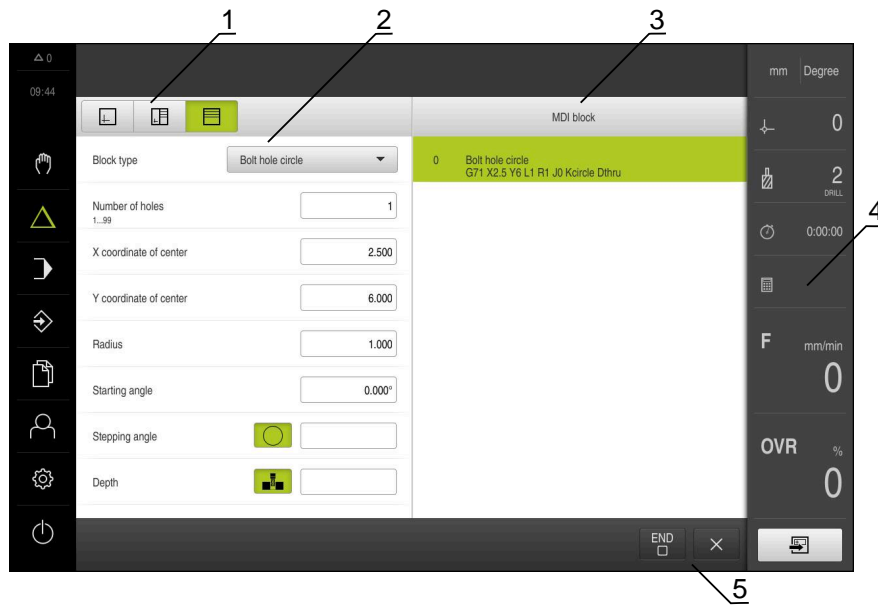 1
2
3
0
mm Degree
09:44
MDI block
0
Block type
Bolt hole circle
0 Bolt hole circle
G71 X2.5 Y6 L1 R1 J0 Kcircle Dthru
2
DRILL
Number of holes
1...99
1
4
0:00:00
X coordinate of center
2.500
Y coordinate of center
6.000
F mm/min
0
Radius
1.000
Starting angle
0.000°
Stepping angle
OVR %
0
Depth
END
5